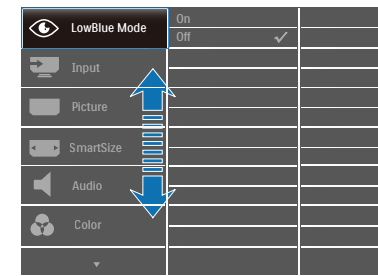 LowBlue Mode
On
Off
Input
Picture
SmartSize
Audio
Color